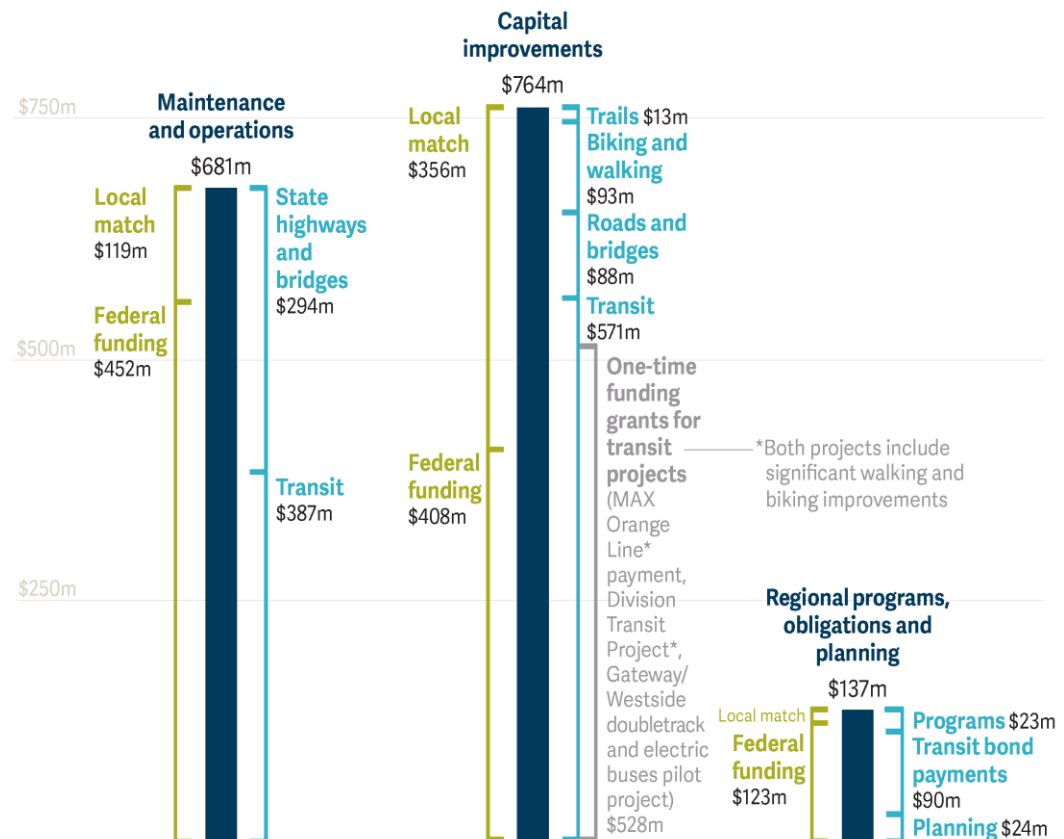 Capital
improvements
$764m
$750m
Maintenance
and operations
$681m
Local
match
$119m
Federal
funding
$452m
State
highways
and
bridges
$294m
Transit
$387m
Local
match
$356m
Federal
funding
$408m
Trails $13m
Biking and
walking
$93m
Roads and
bridges
$88m
Transit
$571m
$500m
One-time
funding
grants for
transit
projects
(MAX
Orange
Line*
payment,
Division
Transit
Project*,
Gateway/
Westside
doubletrack
and electric
buses pilot
project)
$528m
*Both projects include
significant walking and
biking improvements
$250m
Regional programs,
obligations and
planning
$137m
Local match
Federal
funding
$123m
Programs $23m
Transit bond
payments
$90m
Planning $24m